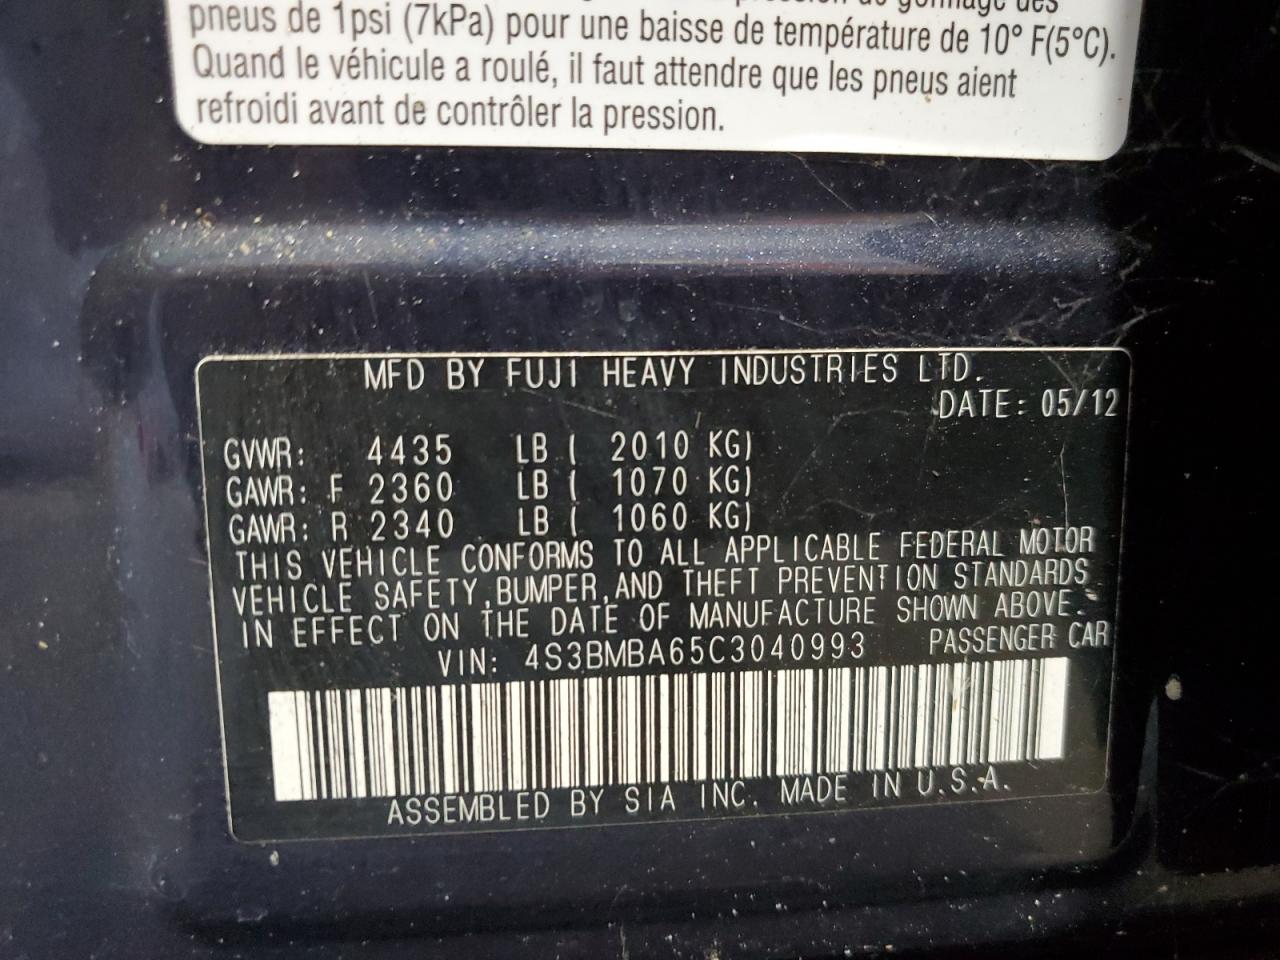 pneus de 1psi (7kPa) pour une baisse de température de 10° F(5°C).
Quand le véhicule a roulé, il faut attendre que les pneus aient
refroidi avant de contrôler la pression.
MFD BY FUJI HEAVY INDUSTRIES LTD.
DATE: 05/12
GVWR: 4435 LB ( 2010 KG)
GAWR: F 2360 LB ( 1070 KG)
GAWR: R 2340 LB ( 1060 KG)
THIS VEHICLE CONFORMS TO ALL APPLICABLE FEDERAL MOTOR
VEHICLE SAFETY,BUMPER,AND THEFT PREVENTION STANDARDS
IN EFFECT ON THE DATE OF MANUFACTURE SHOWN ABOVE.
VIN: 4S3BMBA65C3040993 PASSENGER CAR
ASSEMBLED BY SIA INC. MADE IN U.S.A.